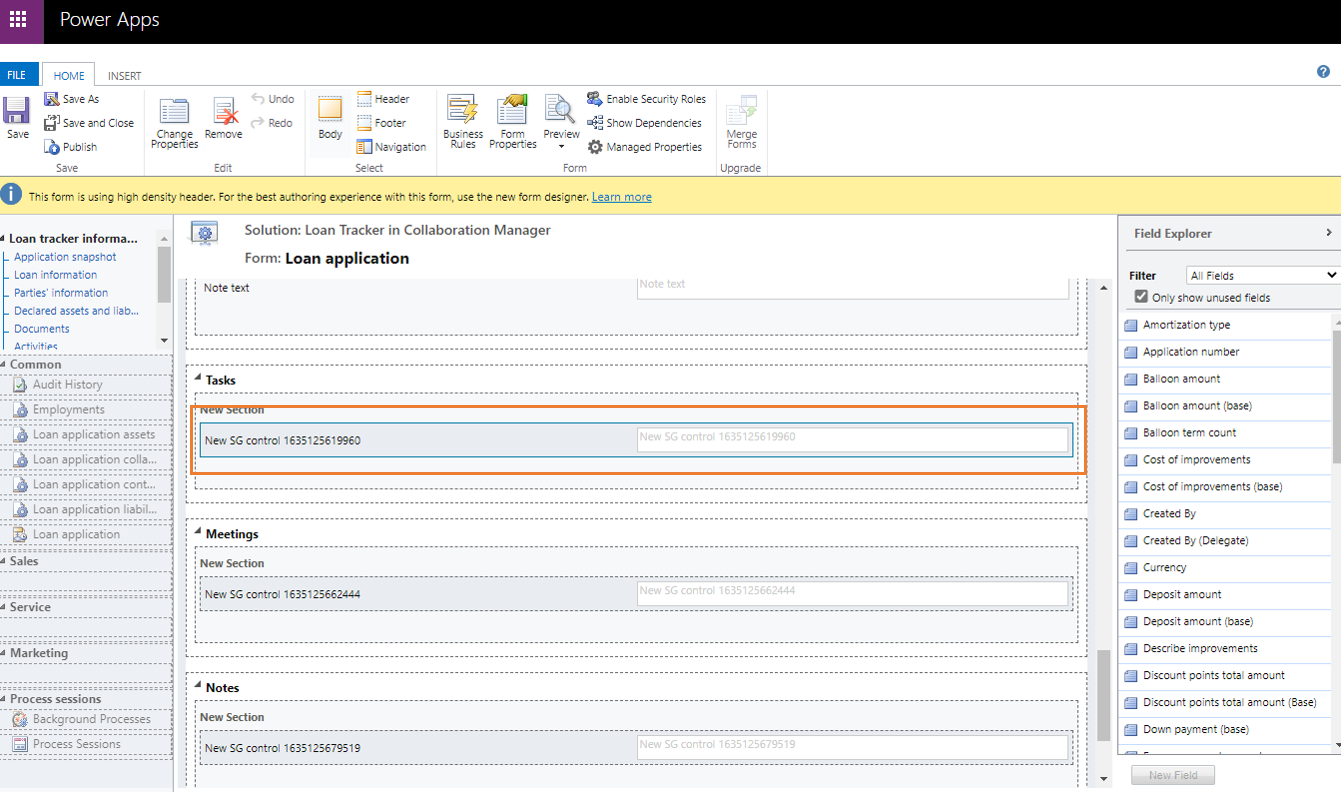 Power Apps
FILE
HOME
INSERT
Save
Save As
Save and Close
Publish
Save
Change
Properties
Remove
Undo
Redo
Edit
Body
Header
Footer
Navigation
Select
Business
Rules
Form
Properties
Preview
Enable Security Roles
Show Dependencies
Managed Properties
Form
Merge
Forms
Upgrade
This form is using high density header. For the best authoring experience with this form, use the new form designer. Learn more
Loan tracker informa...
Application snapshot
Loan information
Parties' information
Declared assets and liab...
Documents
Activities
Common
Audit History
Employments
Loan application assets
Loan application colla...
Loan application cont...
Loan application liabil...
Loan application
Sales
Service
Marketing
Process sessions
Background Processes
Process Sessions
Solution: Loan Tracker in Collaboration Manager
Form: Loan application
Note text
Note text
Tasks
New Section
New SG control 1635125619960
New SG control 1635125619960
Meetings
New Section
New SG control 1635125662444
New SG control 1635125662444
Notes
New Section
New SG control 1635125679519
New SG control 1635125679519
Field Explorer
Filter
All Fields
Only show unused fields
Amortization type
Application number
Balloon amount
Balloon amount (base)
Balloon term count
Cost of improvements
Cost of improvements (base)
Created By
Created By (Delegate)
Currency
Deposit amount
Deposit amount (base)
Describe improvements
Discount points total amount
Discount points total amount (Base)
Down payment (base)
New Field